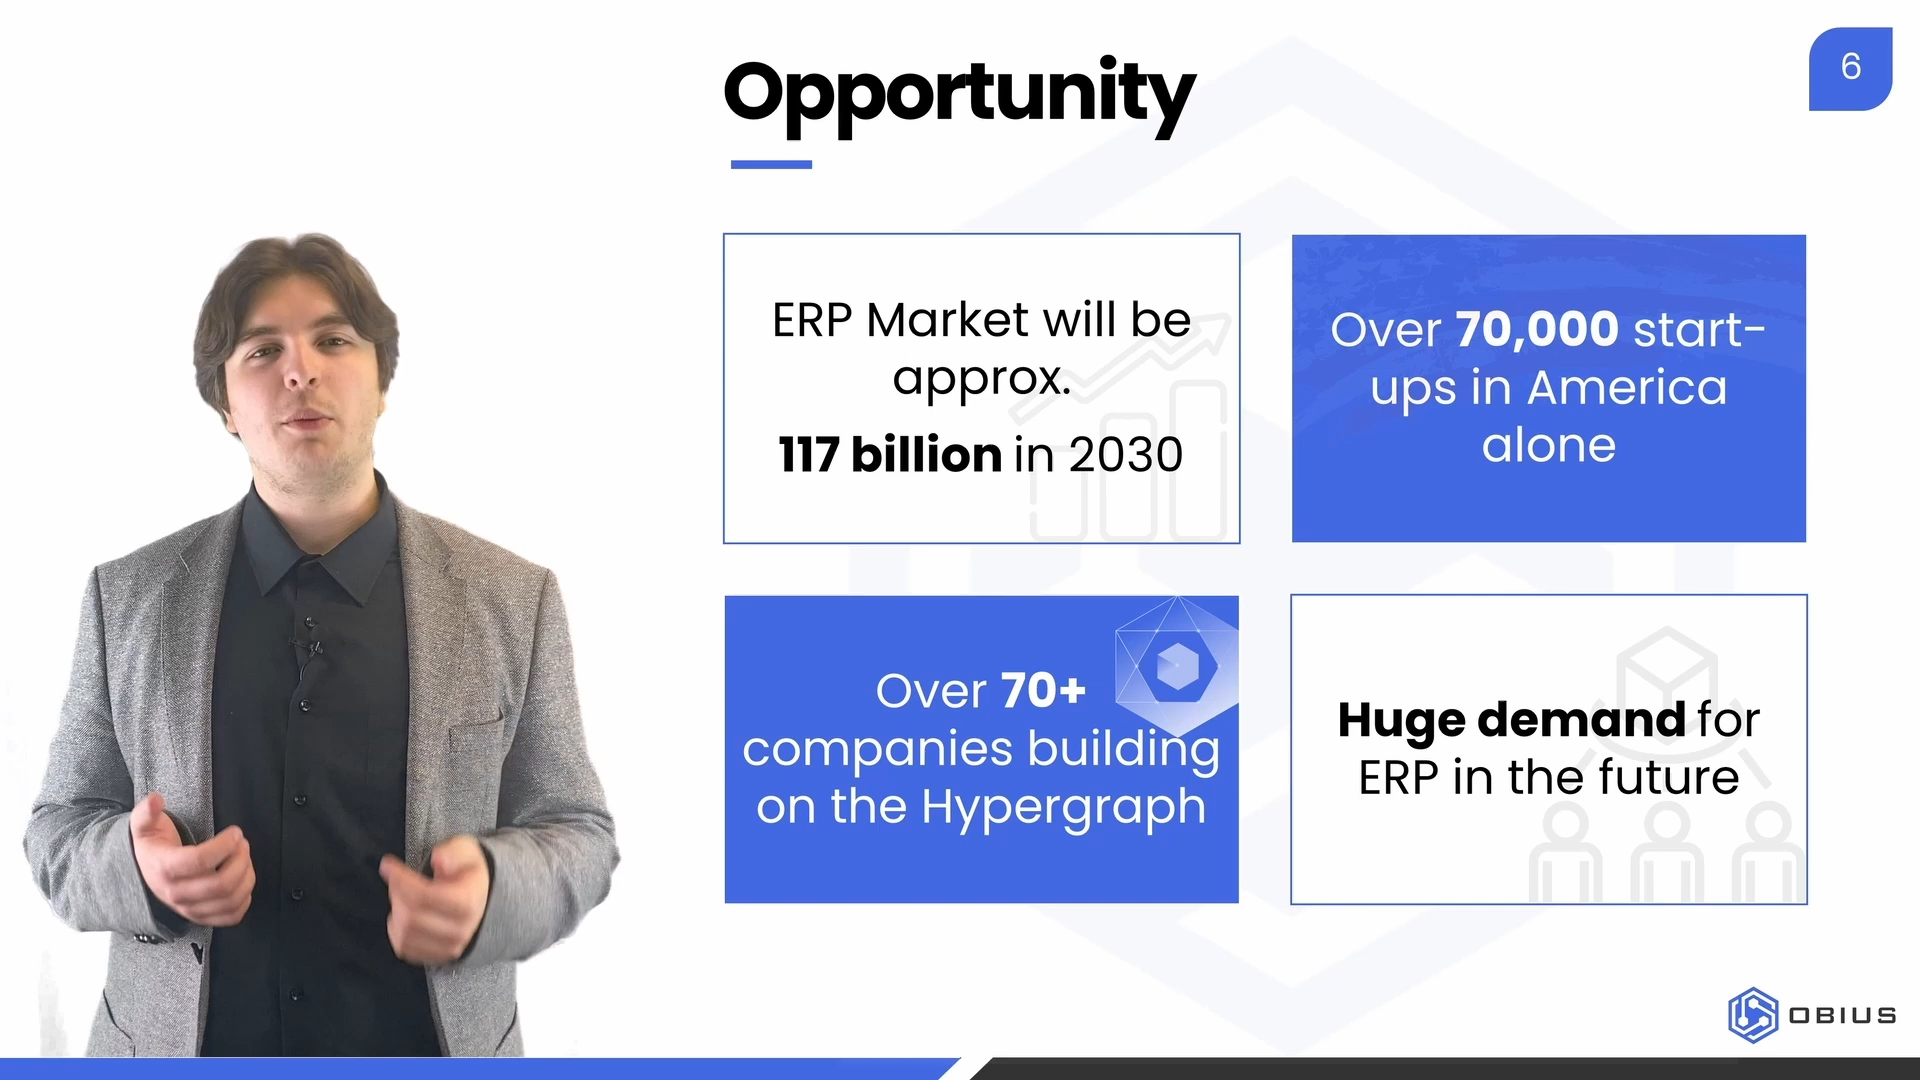 Opportunity
6
ERP Market will be
approx.
117 billion in 2030
Over 70,000 start-
ups in America
alone
Over 70+
companies building
on the Hypergraph
Huge demand for
ERP in the future
OBIUS